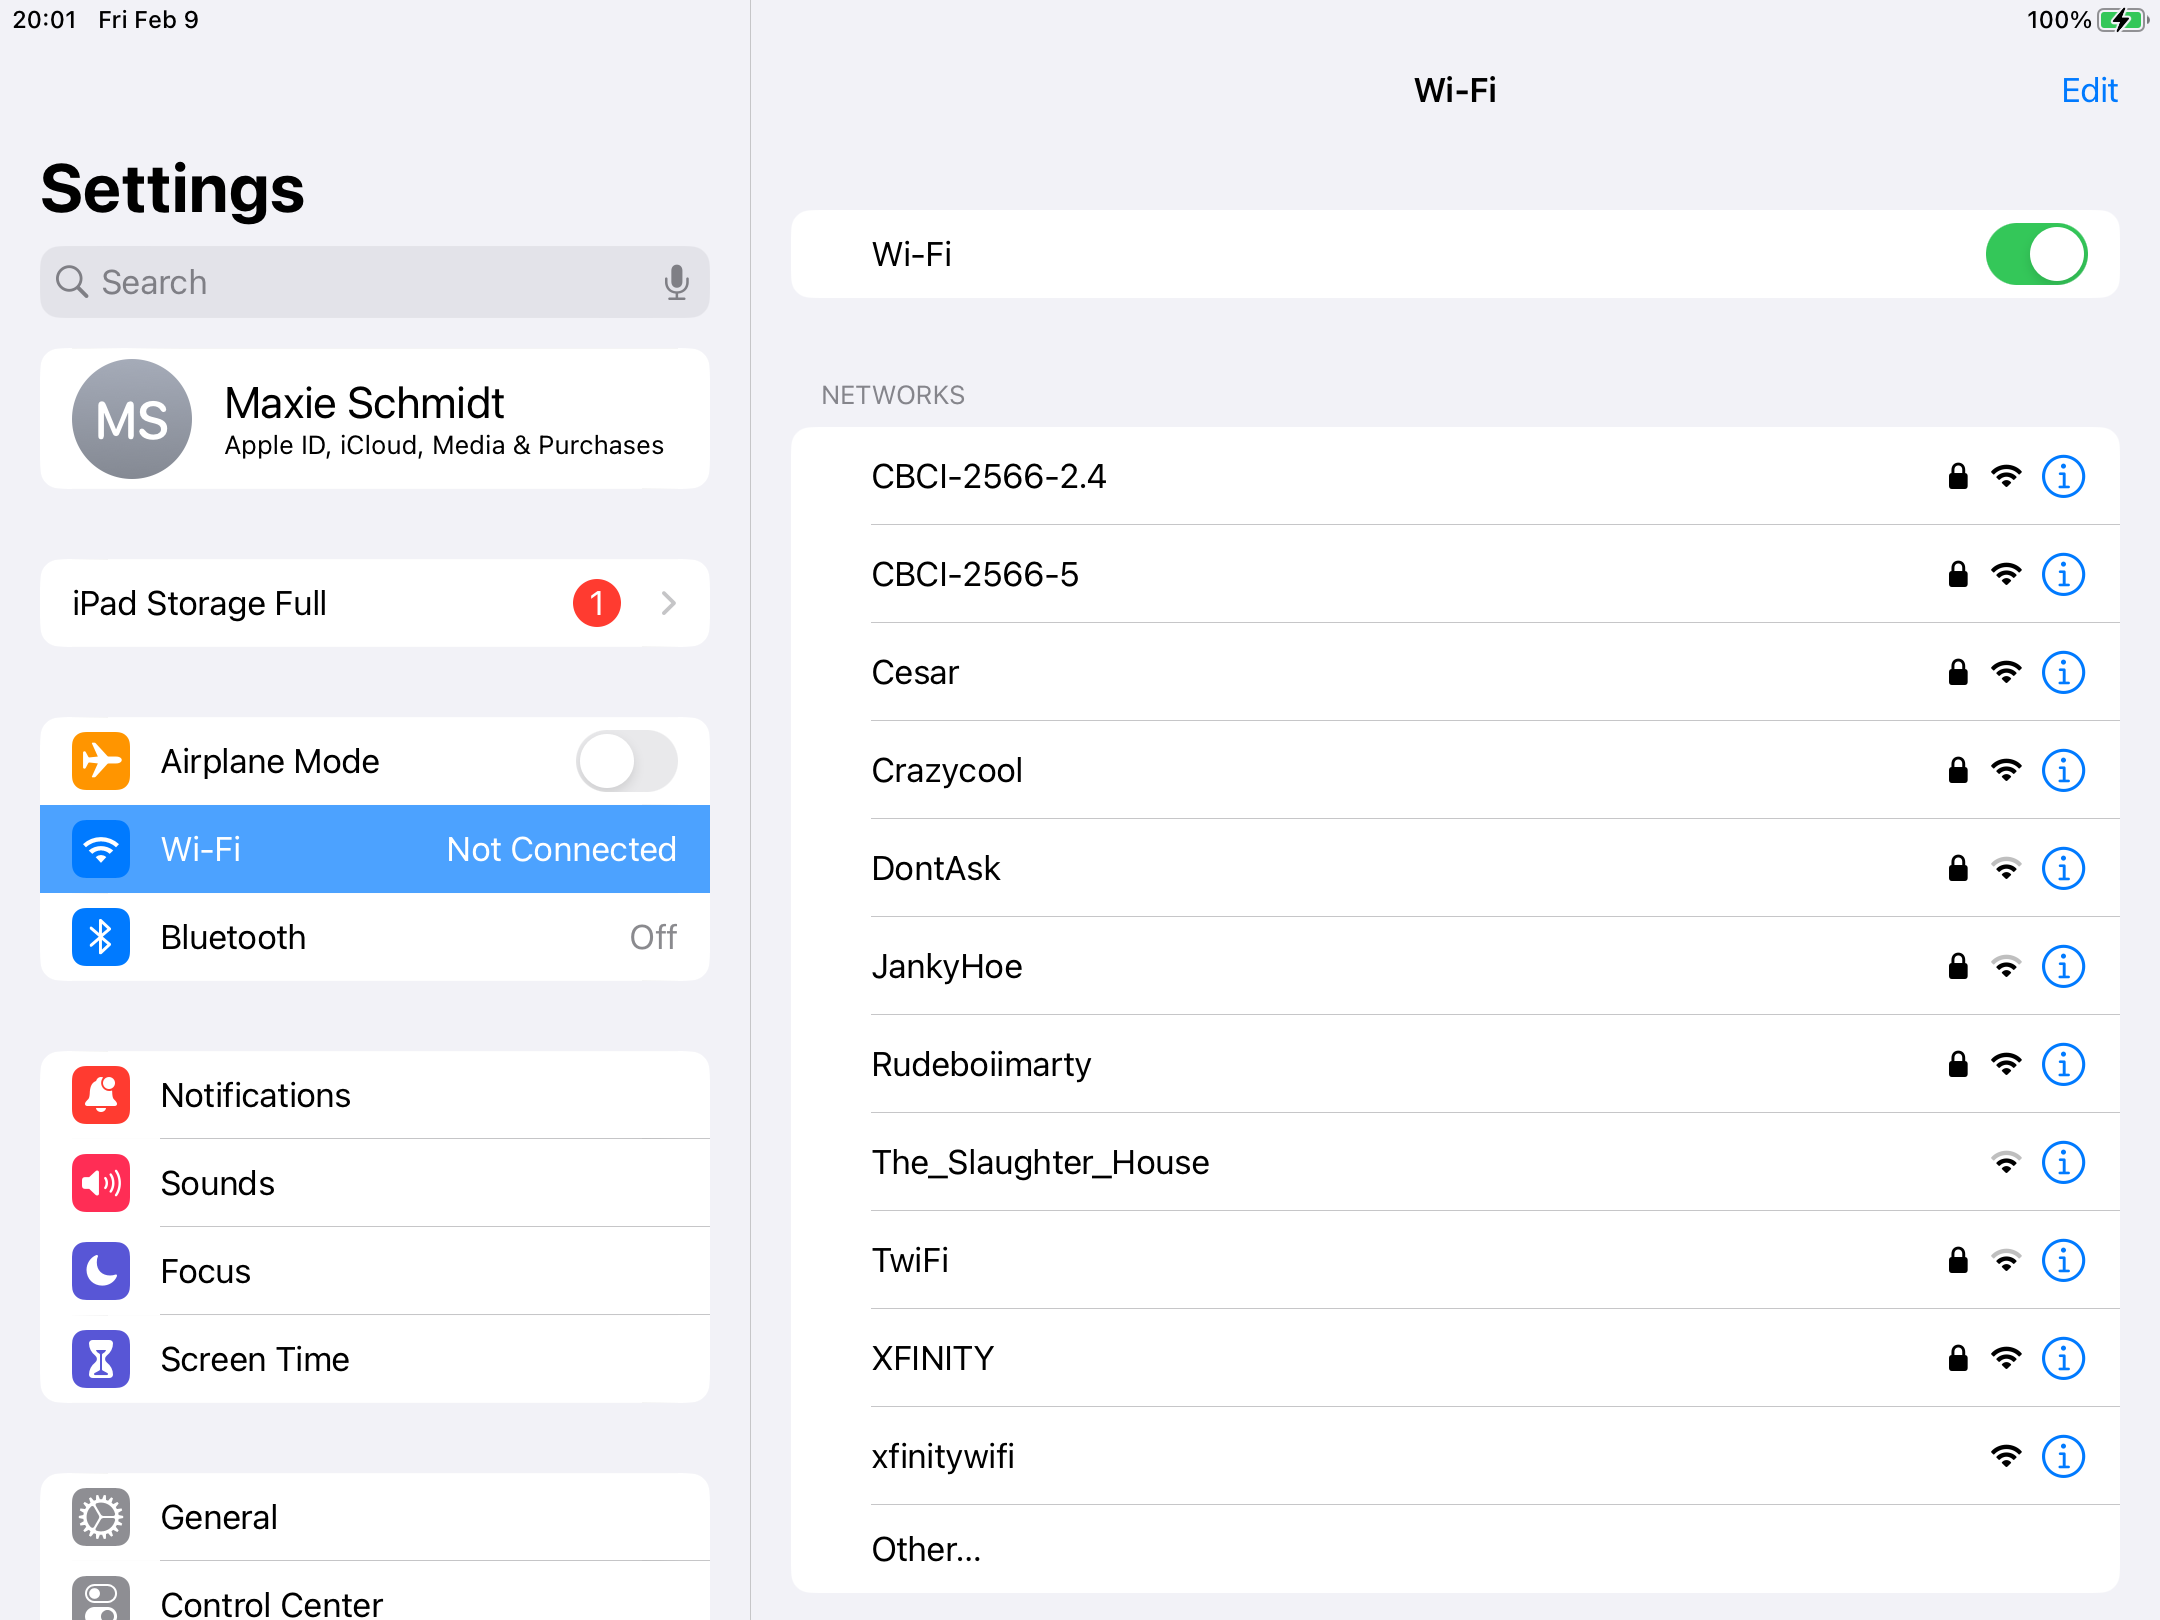 20:01 Fri Feb 9
100%
Settings
Search
MS
Maxie Schmidt
Apple ID, iCloud, Media & Purchases
iPad Storage Full 1
Airplane Mode
Wi-Fi Not Connected
Bluetooth Off
Notifications
Sounds
Focus
Screen Time
General
Control Center
Wi-Fi
Edit
Wi-Fi
NETWORKS
CBCI-2566-2.4
CBCI-2566-5
Cesar
Crazycool
DontAsk
JankyHoe
Rudeboiimarty
The_Slaughter_House
TwiFi
XFINITY
xfinitywifi
Other...